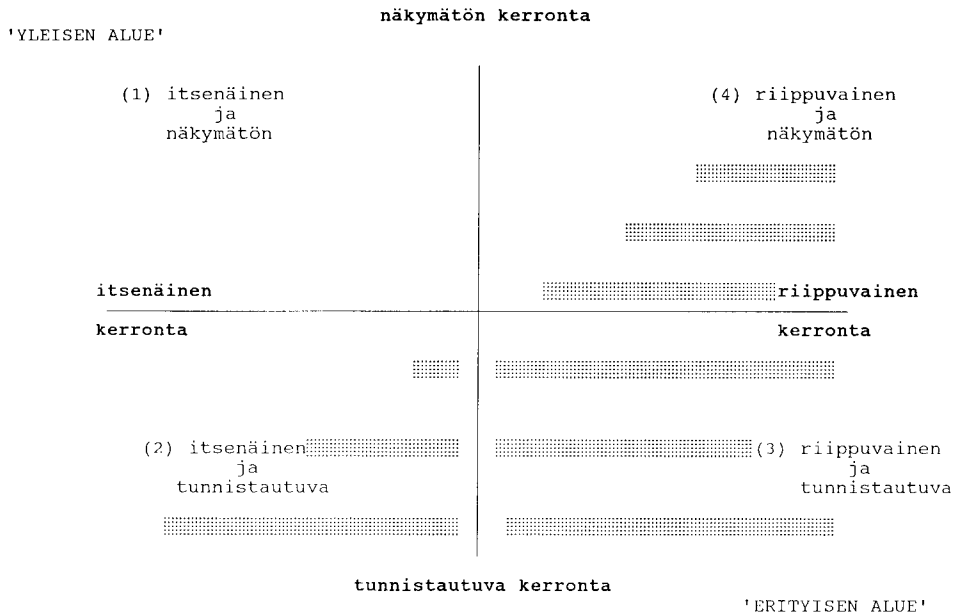 näkymätön kerronta
'YLEISEN ALUE'
(1) itsenäinen
ja
näkymätön
(4) riippuvainen
ja
näkymätön
itsenäinen
riippuvainen
kerronta
kerronta
(2) itsenäinen
ja
tunnistautuva
(3) riippuvainen
ja
tunnistautuva
tunnistautuva kerronta
'ERITYISEN ALUE'